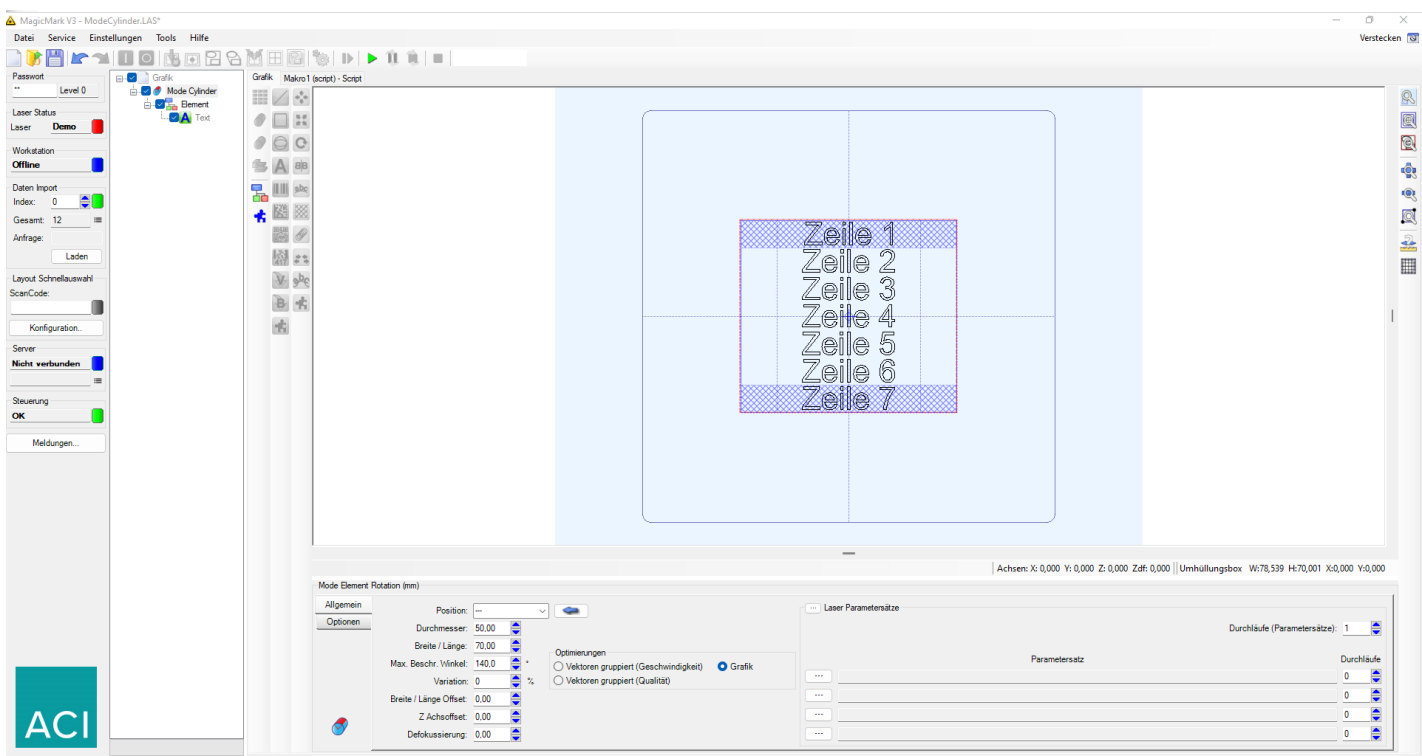 MagicMark V3 - ModeCylinder.LAS*
Datei Service Einstellungen Tools Hilfe
Verstecken
Passwort
** Level 0
Laser Status
Laser Demo
Workstation
Offline
Daten Import
Index: 0
Gesamt: 12
Anfrage:
Laden
Layout Schnellauswahl
ScanCode:
Konfiguration..
Server
Nicht verbunden
Steuerung
OK
Meldungen...
ACI
Grafik
Mode Cylinder
Element
Text
Grafik Makro1 (script) - Script
Zeile 1
Zeile 2
Zeile 3
Zeile 4
Zeile 5
Zeile 6
Zeile 7
Achsen: X: 0,000 Y: 0,000 Z: 0,000 Zdf: 0,000 Umhüllungsbox W:78,539 H:70,001 X:0,000 Y:0,000
Mode Element Rotation (mm)
Allgemein
Optionen
Position: ---
Durchmesser: 50,00
Breite / Länge: 70,00
Max. Beschr. Winkel: 140,0 °
Variation: 0 %
Breite / Länge Offset: 0,00
Z Achsoffset: 0,00
Defokussierung: 0,00
Optimierungen
Vektoren gruppiert (Geschwindigkeit) Grafik
Vektoren gruppiert (Qualität)
... Laser Parametersätze
Durchläufe (Parametersätze): 1
Parametersatz Durchläufe
... 0
... 0
... 0
... 0